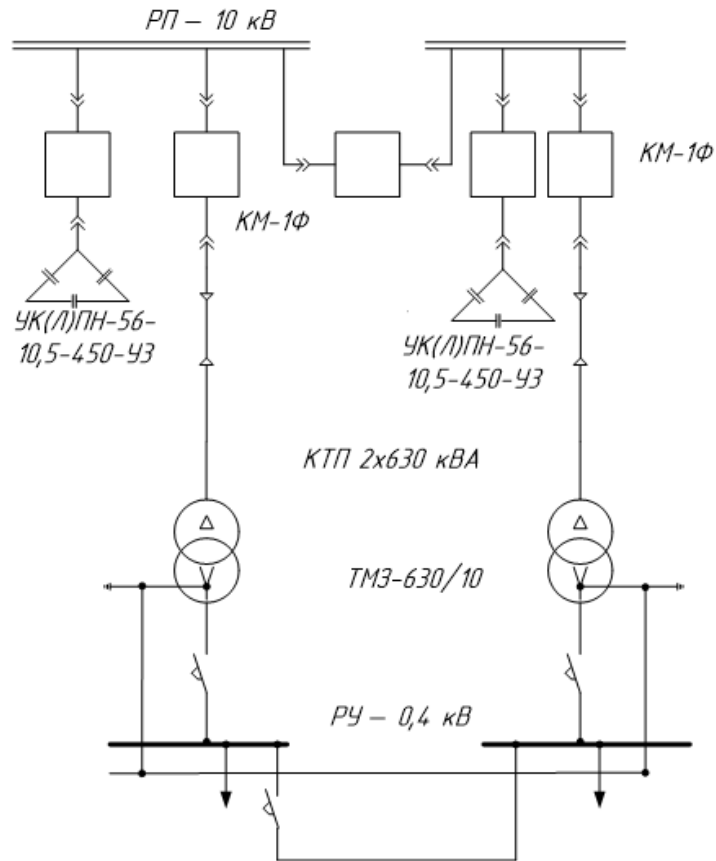 РП – 10 кВ
КМ-1Ф
КМ-1Ф
УК(Л)ПН-56-
10,5-450-У3
УК(Л)ПН-56-
10,5-450-У3
КТП 2x630 кВА
ТМЗ-630/10
РУ – 0,4 кВ